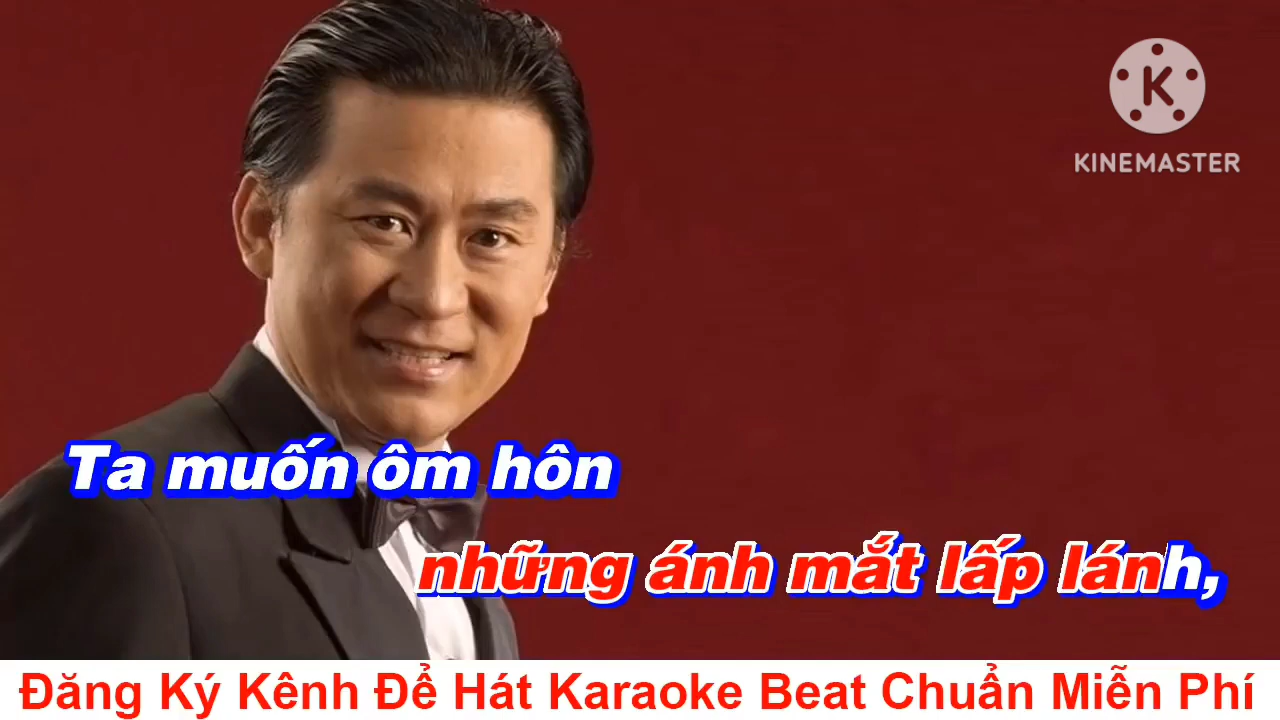 K
KINEMASTER
Ta muốn ôm hôn
những ánh mắt lấp lánh,
Đăng Ký Kênh Để Hát Karaoke Beat Chuẩn Miễn Phí